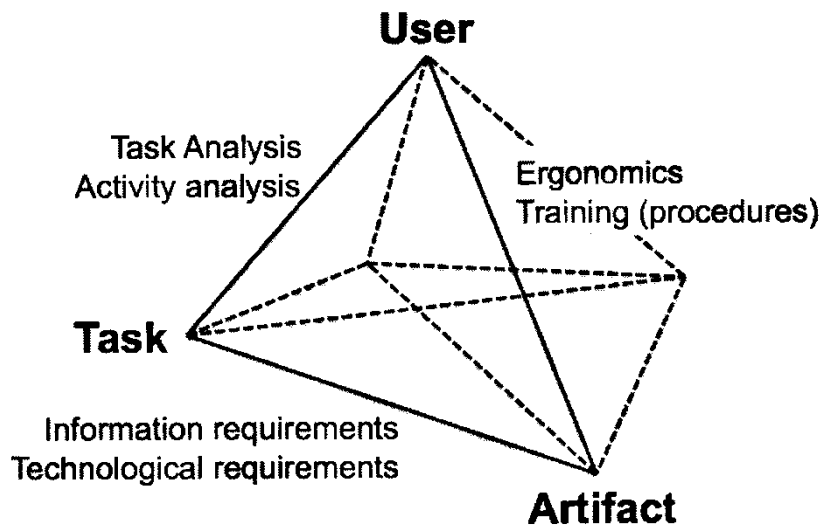 User
Task Analysis
Activity analysis
Ergonomics
Training (procedures)
Task
Information requirements
Technological requirements
Artifact